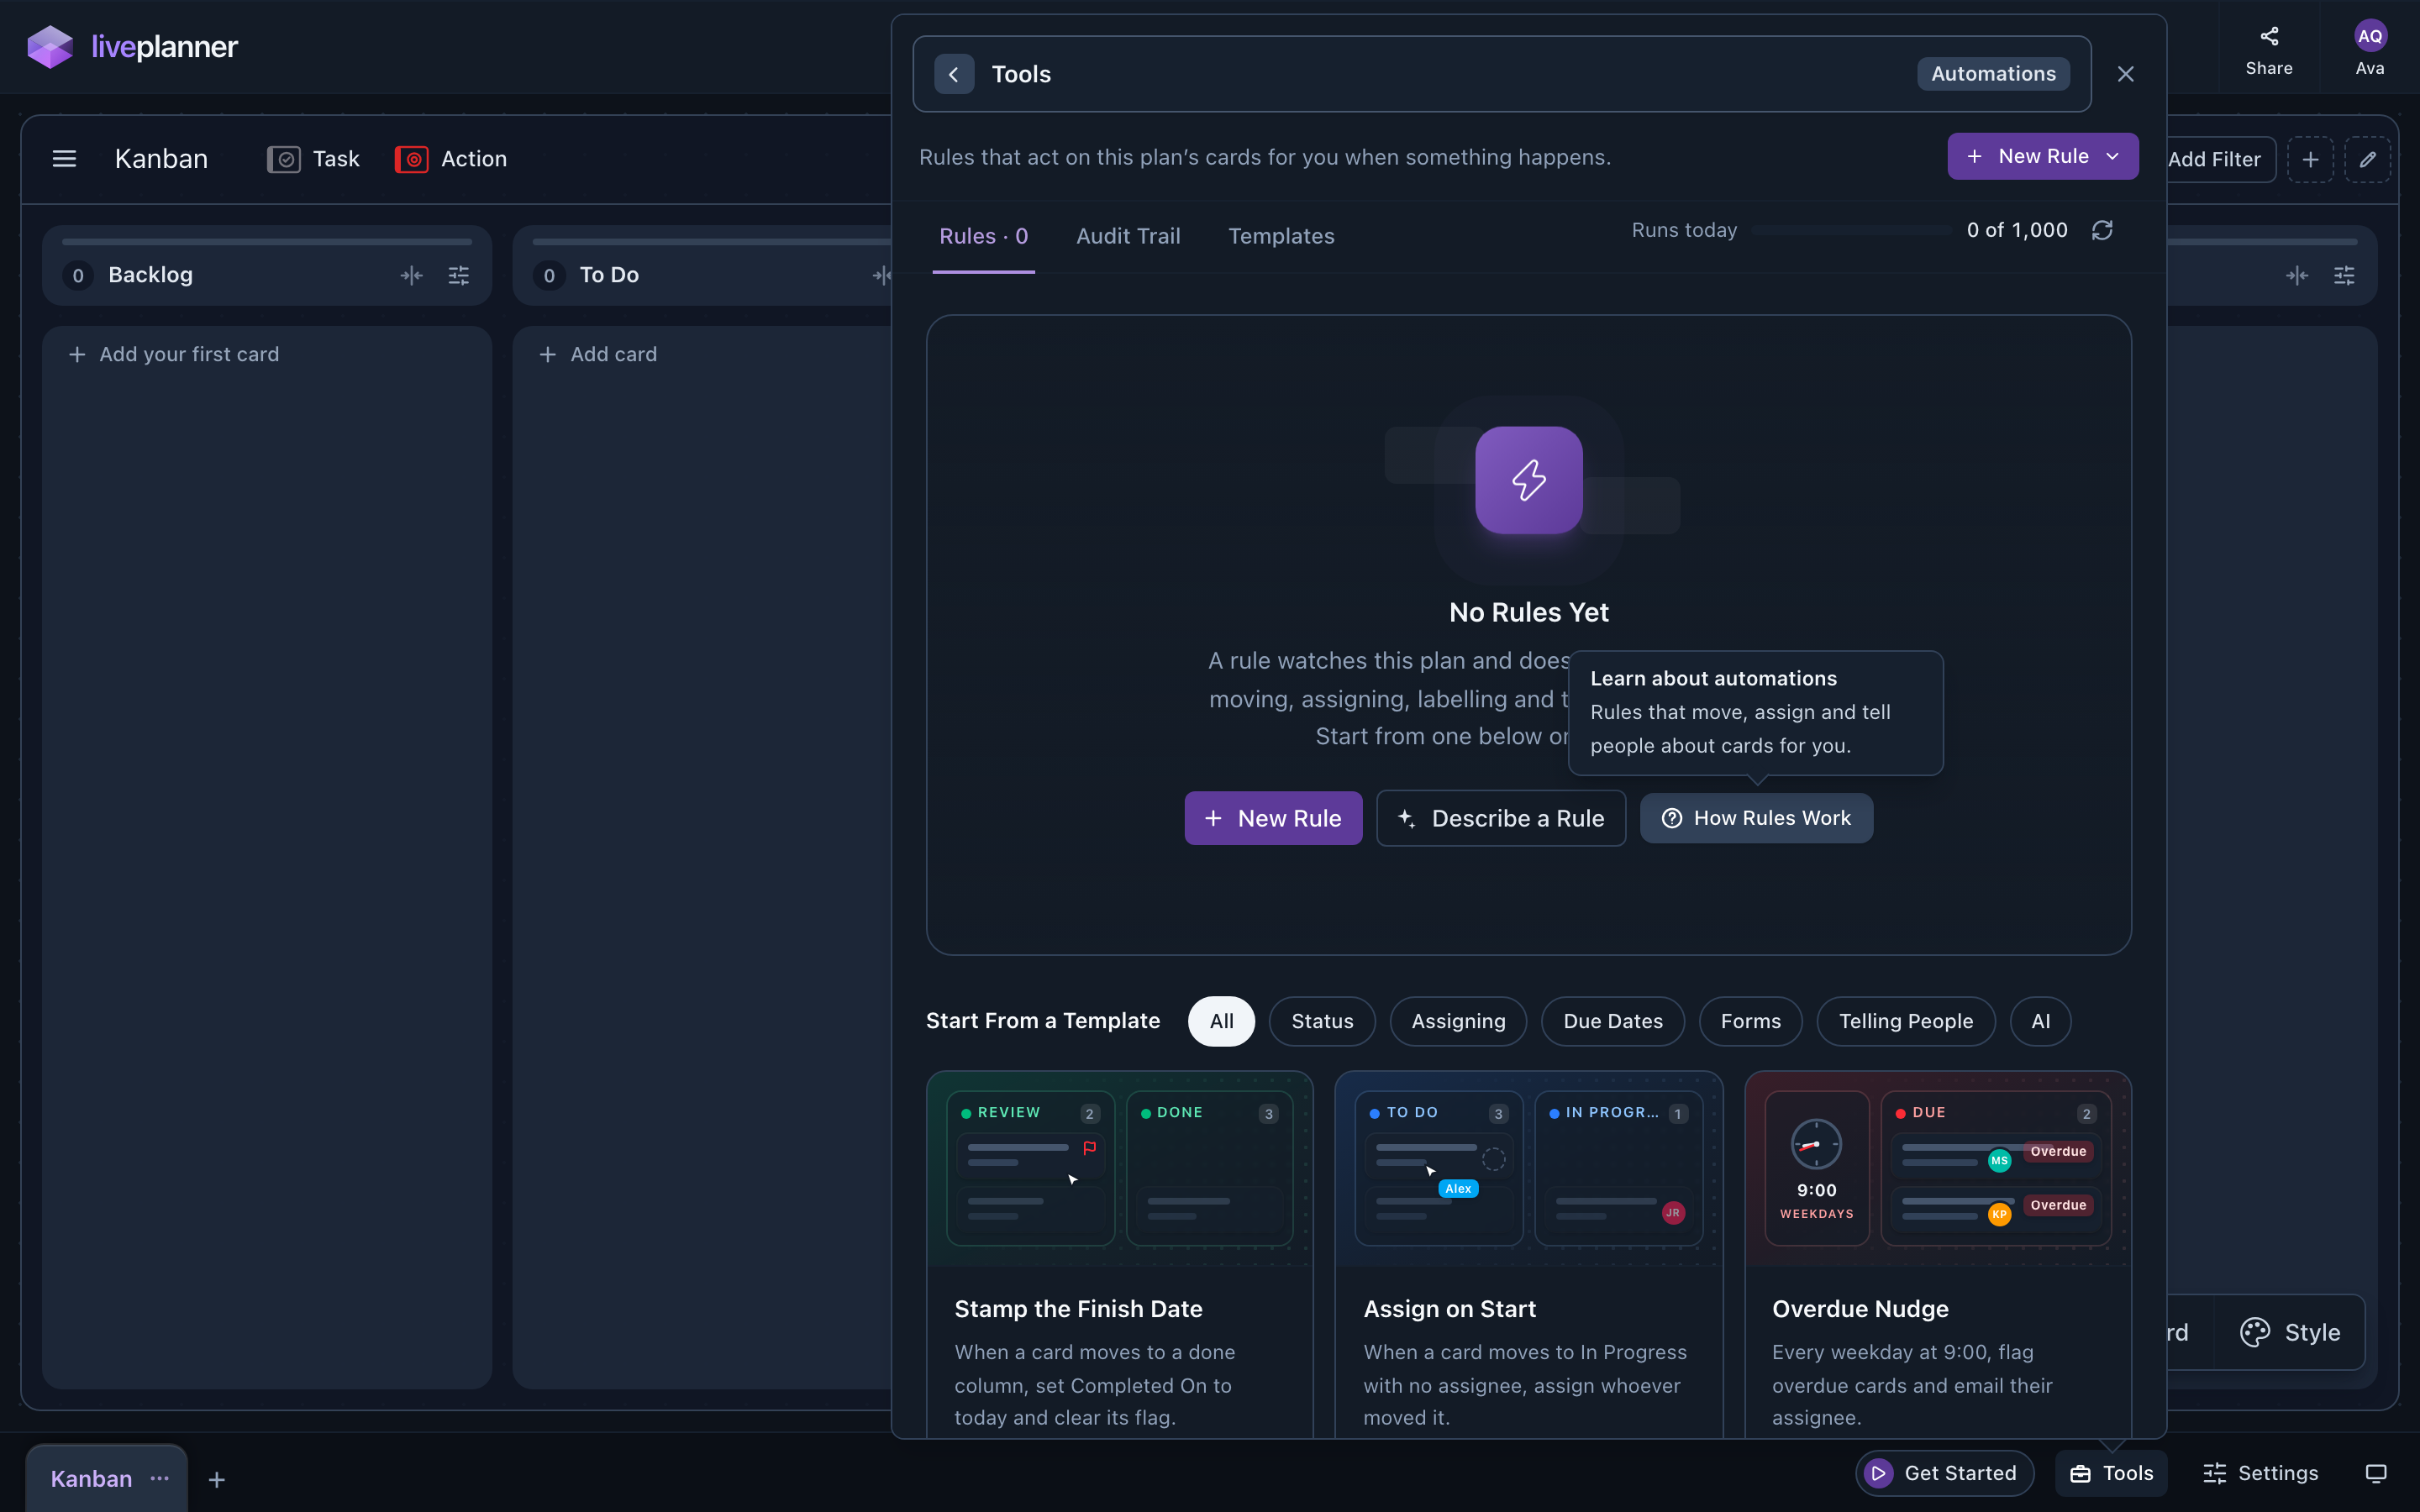 liveplanner
Share
AQ
Ava
Tools
Automations
Kanban
Task
Action
Rules that act on this plan’s cards for you when something happens.
New Rule
Add Filter
Rules · 0
Audit Trail
Templates
Runs today
0 of 1,000
0 Backlog
0 To Do
Add your first card
Add card
No Rules Yet
A rule watches this plan and does
moving, assigning, labelling and t
Start from one below or
Learn about automations
Rules that move, assign and tell
people about cards for you.
New Rule
Describe a Rule
How Rules Work
Start From a Template
All
Status
Assigning
Due Dates
Forms
Telling People
AI
REVIEW 2
DONE 3
TO DO 3
IN PROGR... 1
DUE 2
Alex
JR
9:00
WEEKDAYS
MS
Overdue
KP
Overdue
Stamp the Finish Date
When a card moves to a done
column, set Completed On to
today and clear its flag.
Assign on Start
When a card moves to In Progress
with no assignee, assign whoever
moved it.
Overdue Nudge
Every weekday at 9:00, flag
overdue cards and email their
assignee.
rd
Style
Kanban
Get Started
Tools
Settings